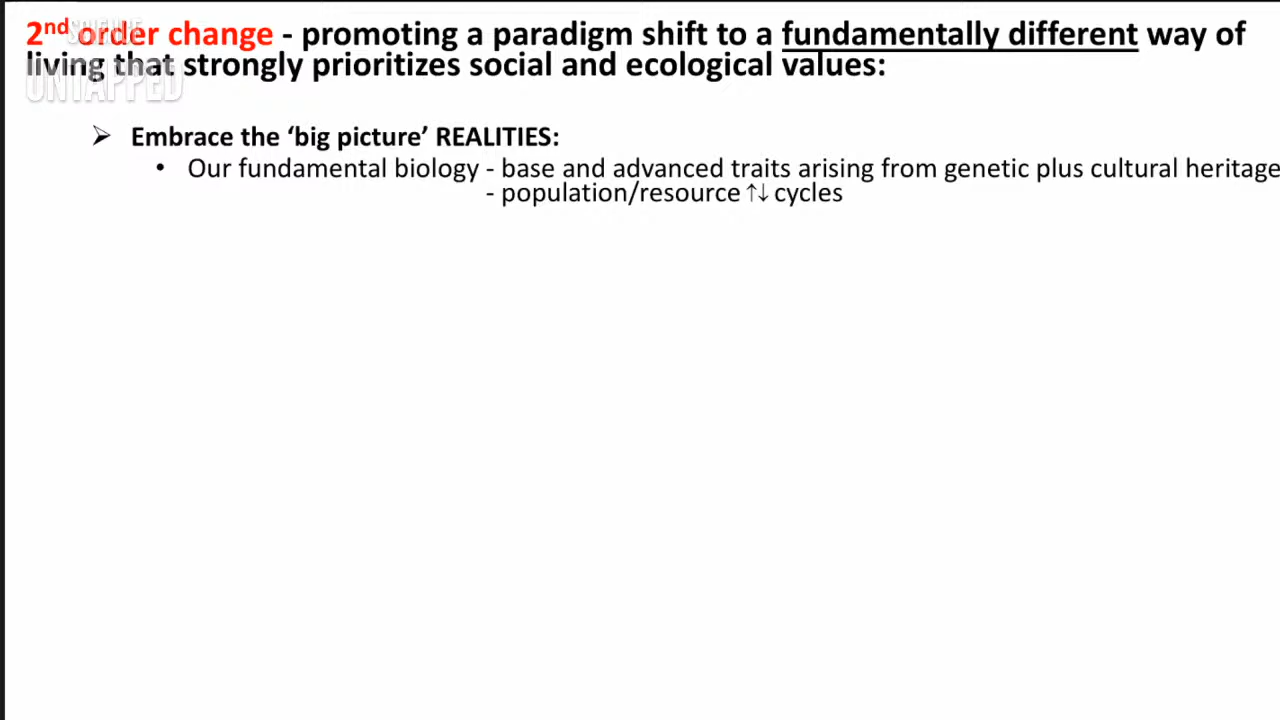 2nd order change - promoting a paradigm shift to a fundamentally different way of
living that strongly prioritizes social and ecological values:
SCIENCE
UNTAPPED
➢ Embrace the ‘big picture’ REALITIES:
• Our fundamental biology - base and advanced traits arising from genetic plus cultural heritage
- population/resource ↑↓ cycles